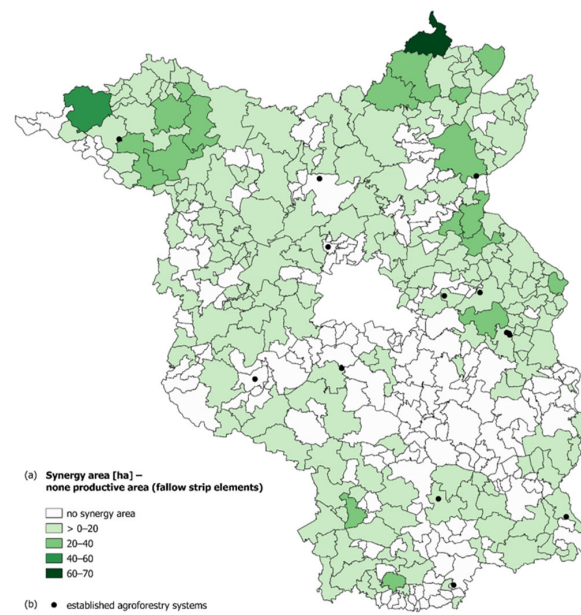 (a) Synergy area [ha] –
none productive area (fallow strip elements)
no synergy area
> 0–20
20–40
40–60
60–70
(b) established agroforestry systems